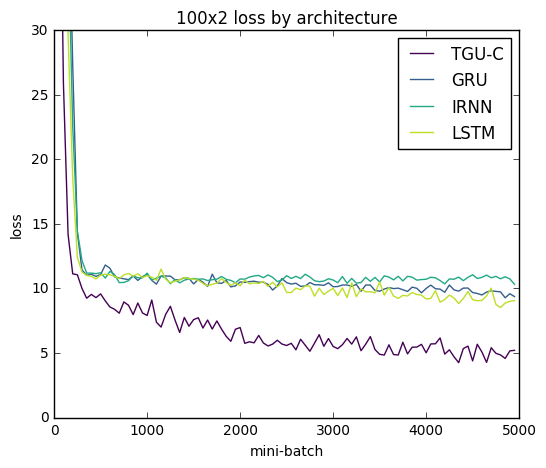 100x2 loss by architecture
30
25
20
15
10
5
0
loss
TGU-C
GRU
IRNN
LSTM
0 1000 2000 3000 4000 5000
mini-batch